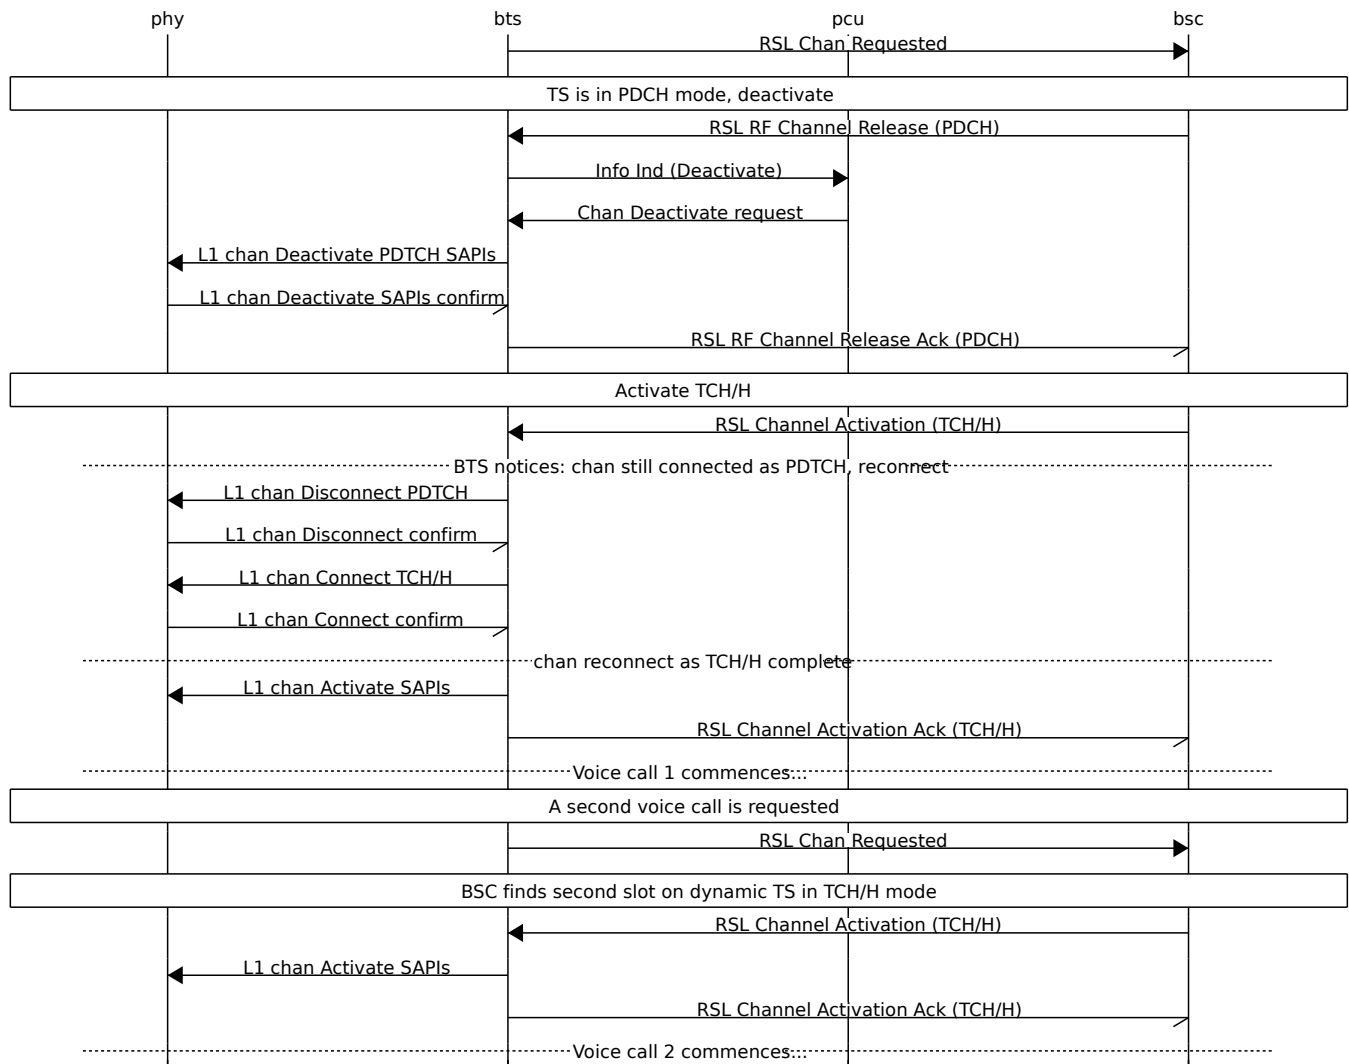 phy bts pcu bsc
RSL Chan Requested
TS is in PDCH mode, deactivate
RSL RF Channel Release (PDCH)
Info Ind (Deactivate)
Chan Deactivate request
L1 chan Deactivate PDTCH SAPIs
L1 chan Deactivate SAPIs confirm
RSL RF Channel Release Ack (PDCH)
Activate TCH/H
RSL Channel Activation (TCH/H)
BTS notices: chan still connected as PDTCH, reconnect
L1 chan Disconnect PDTCH
L1 chan Disconnect confirm
L1 chan Connect TCH/H
L1 chan Connect confirm
chan reconnect as TCH/H complete
L1 chan Activate SAPIs
RSL Channel Activation Ack (TCH/H)
Voice call 1 commences...
A second voice call is requested
RSL Chan Requested
BSC finds second slot on dynamic TS in TCH/H mode
RSL Channel Activation (TCH/H)
L1 chan Activate SAPIs
RSL Channel Activation Ack (TCH/H)
Voice call 2 commences...